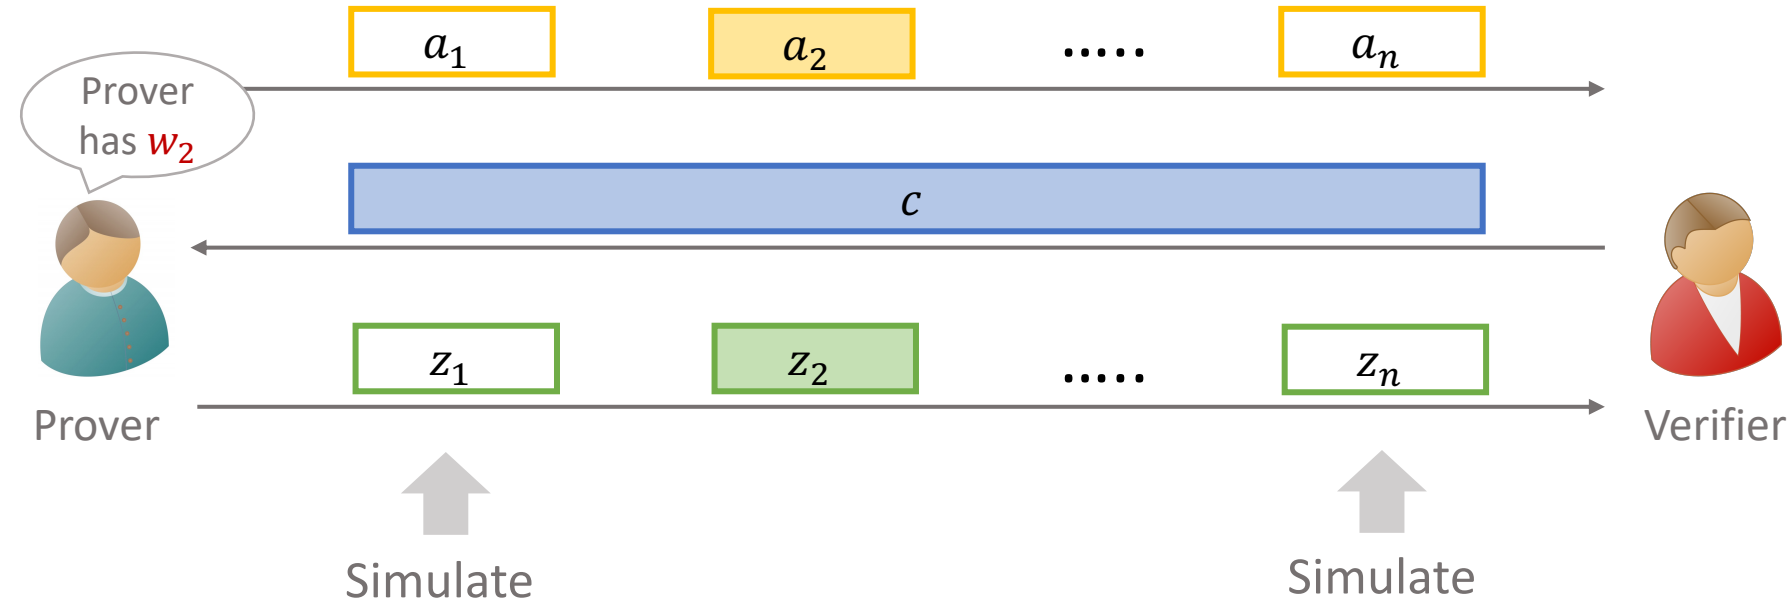 a₁ a₂ ..... aₙ
Prover
has w₂
c
z₁ z₂ ..... zₙ
Prover
Verifier
Simulate
Simulate